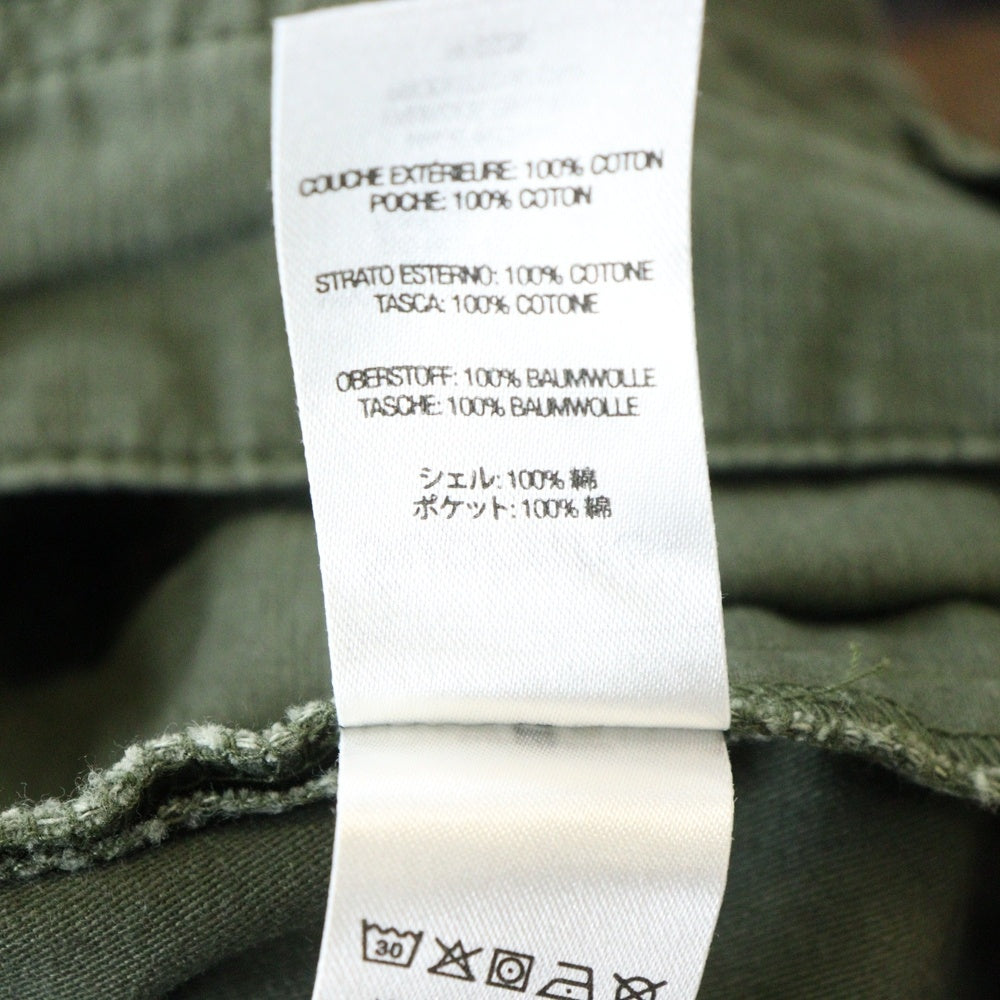 COUCHE EXTÉRIEURE: 100% COTON
POCHE: 100% COTON
STRATO ESTERNO: 100% COTONE
TASCA: 100% COTONE
OBERSTOFF: 100% BAUMWOLLE
TASCHE: 100% BAUMWOLLE
シェル: 100% 綿
ポケット: 100% 綿
30